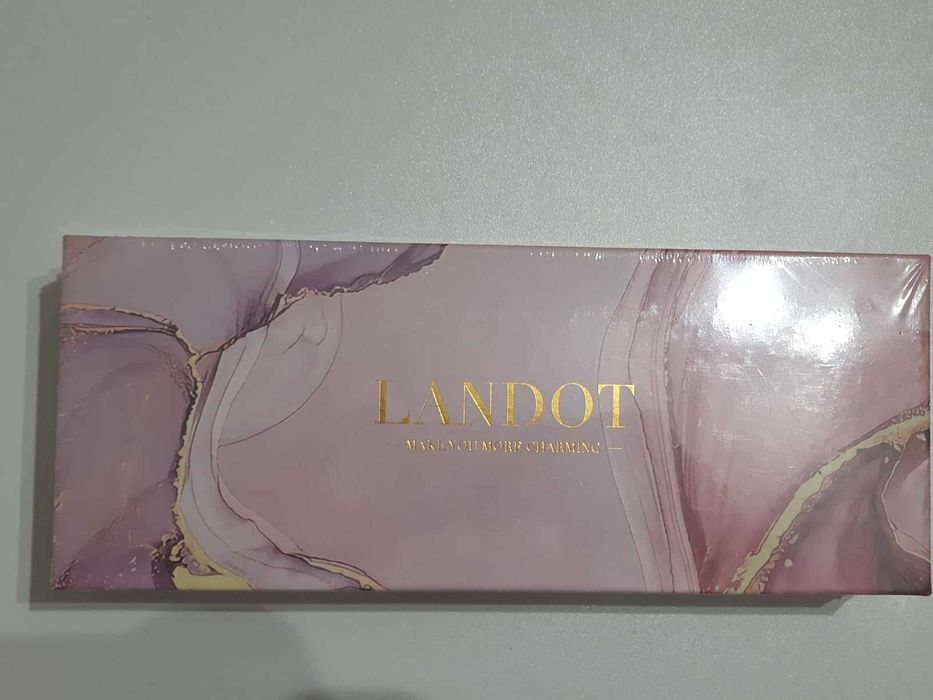 LANDOT
— MAKE YOU MORE CHARMING —